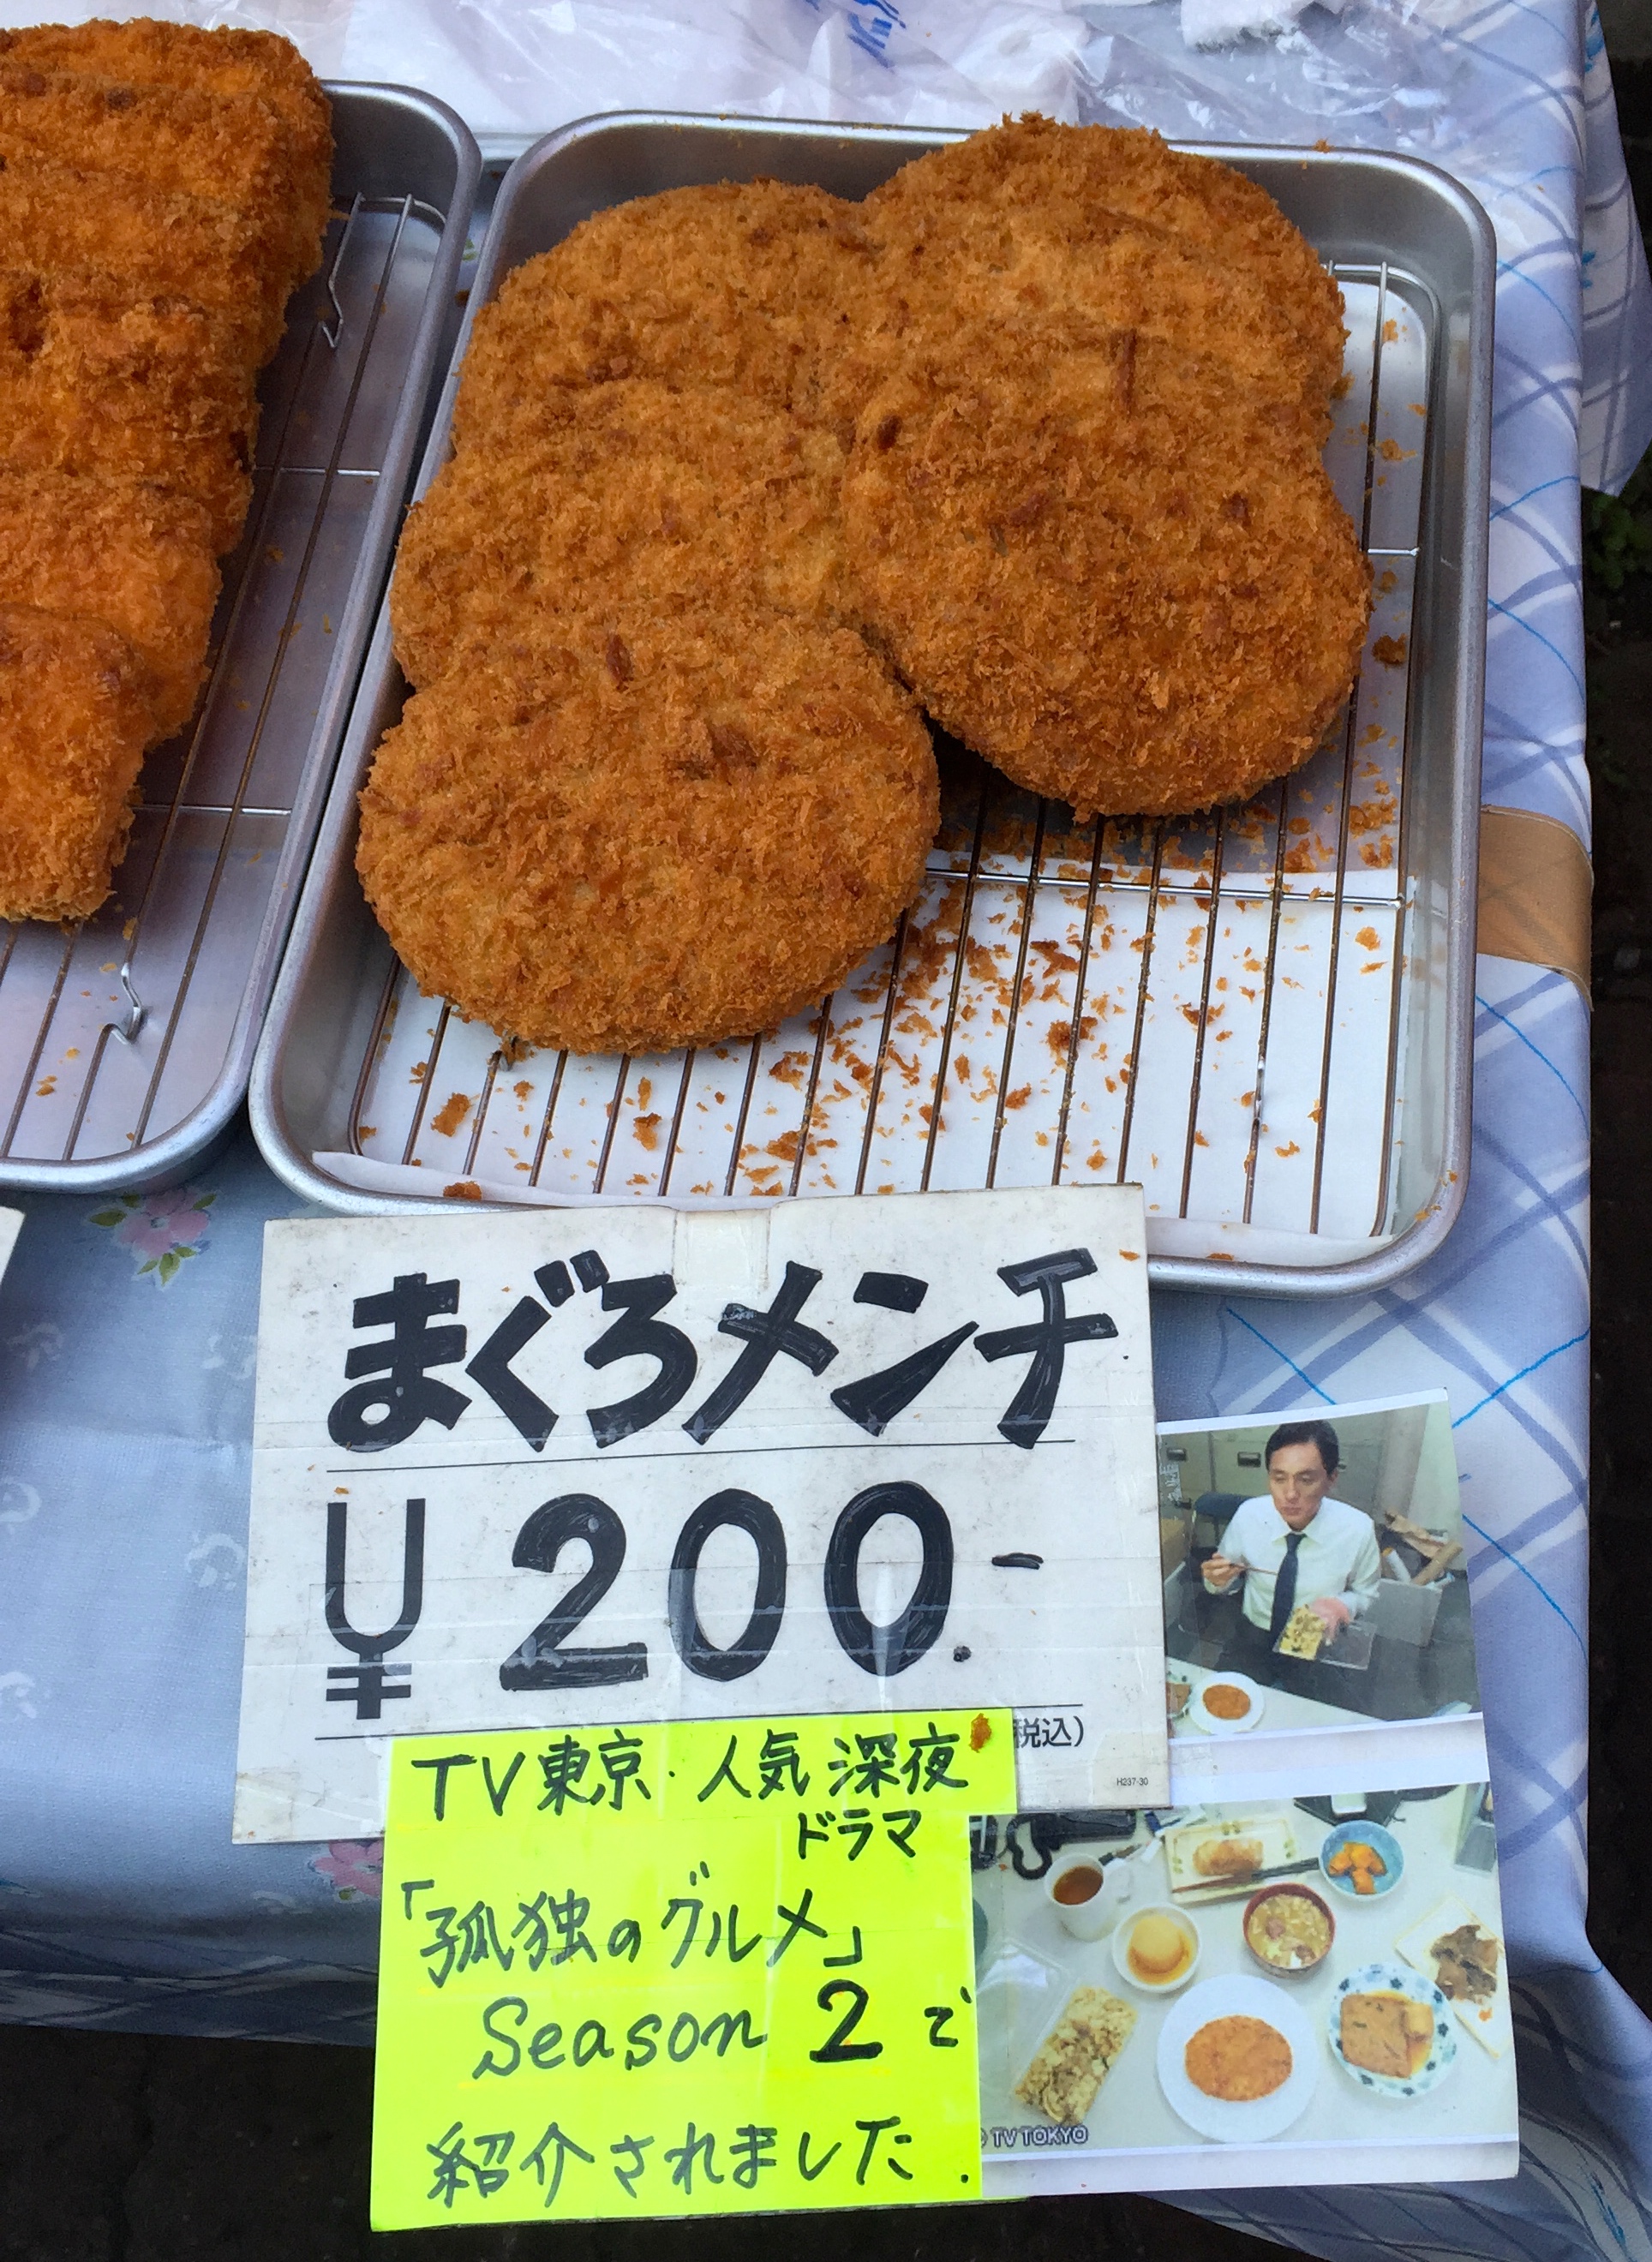 まぐろメンチ
¥200.-
税込)
H237-30
TV東京・人気深夜
ドラマ
「孤独のグルメ」
Season 2で
紹介されました.
TV TOKYO